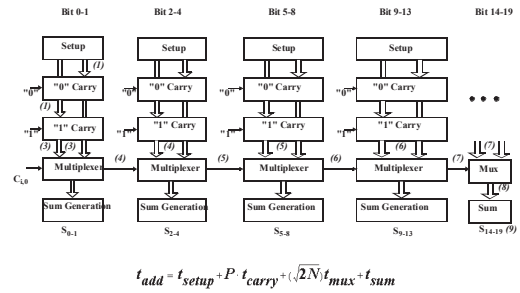 Bit 0-1 Bit 2-4 Bit 5-8 Bit 9-13 Bit 14-19
Setup Setup Setup Setup
(1)
"0" "0" Carry "0" "0" Carry "0" "0" Carry "0" "0" Carry
(1)
"1" "1" Carry "1" "1" Carry "1" "1" Carry "1" "1" Carry
(3) (3) (4) (5) (6) (7)
Ci,0 Multiplexer (4) Multiplexer (5) Multiplexer (6) Multiplexer (7) Mux
(8)
Sum Generation Sum Generation Sum Generation Sum Generation Sum
S0-1 S2-4 S5-8 S9-13 S14-19 (9)
tadd = tsetup + P · tcarry + (√2N)tmux + tsum